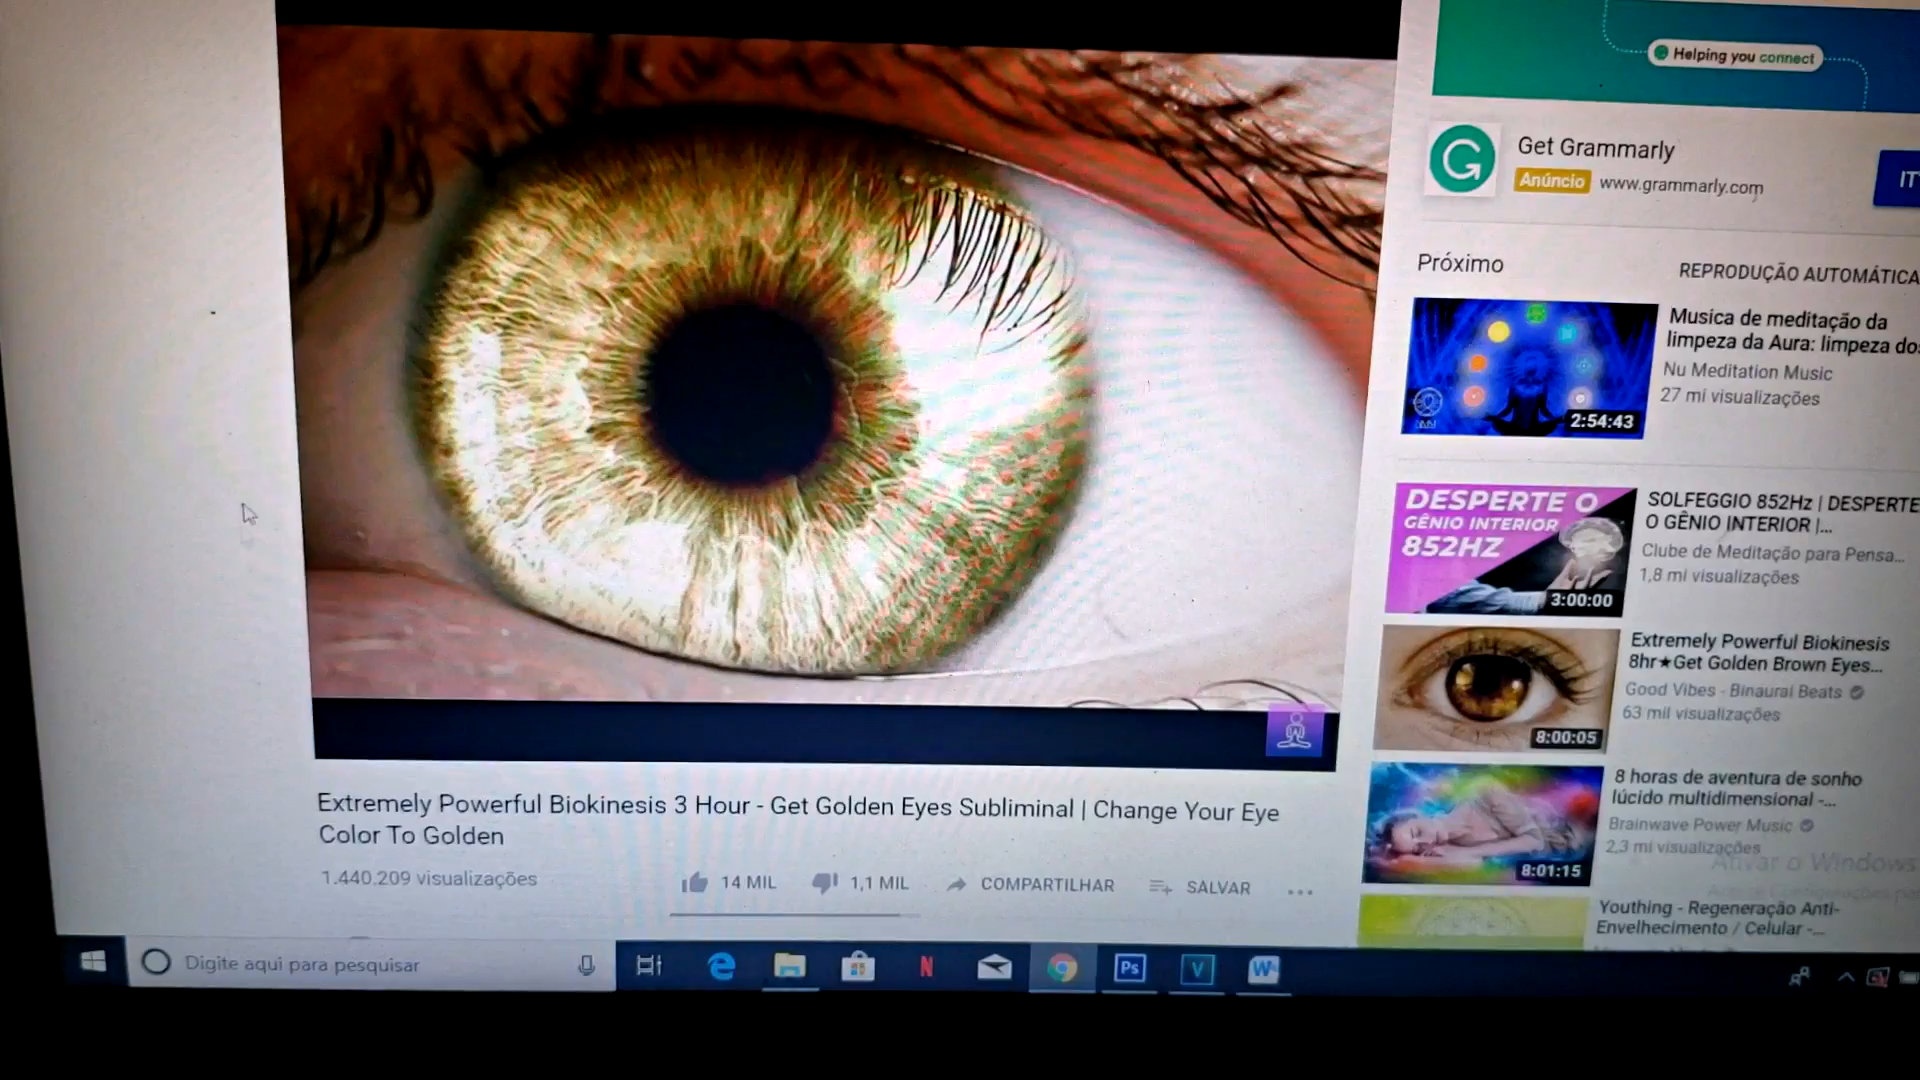 Helping you connect
Get Grammarly
Anúncio www.grammarly.com
IT
Próximo
REPRODUÇÃO AUTOMÁTICA
Musica de meditação da
limpeza da Aura: limpeza do
Nu Meditation Music
27 mi visualizações
2:54:43
DESPERTE O
GÊNIO INTERIOR
852HZ
3:00:00
SOLFEGGIO 852Hz | DESPERTE
O GÊNIO INTERIOR |...
Clube de Meditação para Pensa...
1,8 mi visualizações
Extremely Powerful Biokinesis
8hr★Get Golden Brown Eyes...
Good Vibes - Binaural Beats
63 mil visualizações
8:00:05
8 horas de aventura de sonho
lúcido multidimensional -...
Brainwave Power Music
2,3 mi visualizações
8:01:15
Ativar o Windows
Youthing - Regeneração Anti-
Envelhecimento / Celular -...
Extremely Powerful Biokinesis 3 Hour - Get Golden Eyes Subliminal | Change Your Eye
Color To Golden
1.440.209 visualizações
14 MIL 1,1 MIL COMPARTILHAR SALVAR
Digite aqui para pesquisar
N
Ps
V
W